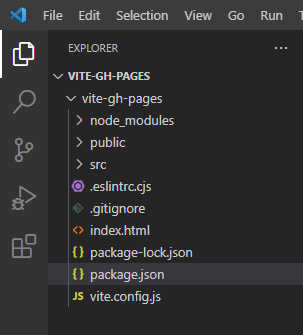 File Edit Selection View Go Run
EXPLORER ...
VITE-GH-PAGES
vite-gh-pages
node_modules
public
src
.eslintrc.cjs
.gitignore
index.html
package-lock.json
package.json
JS vite.config.js